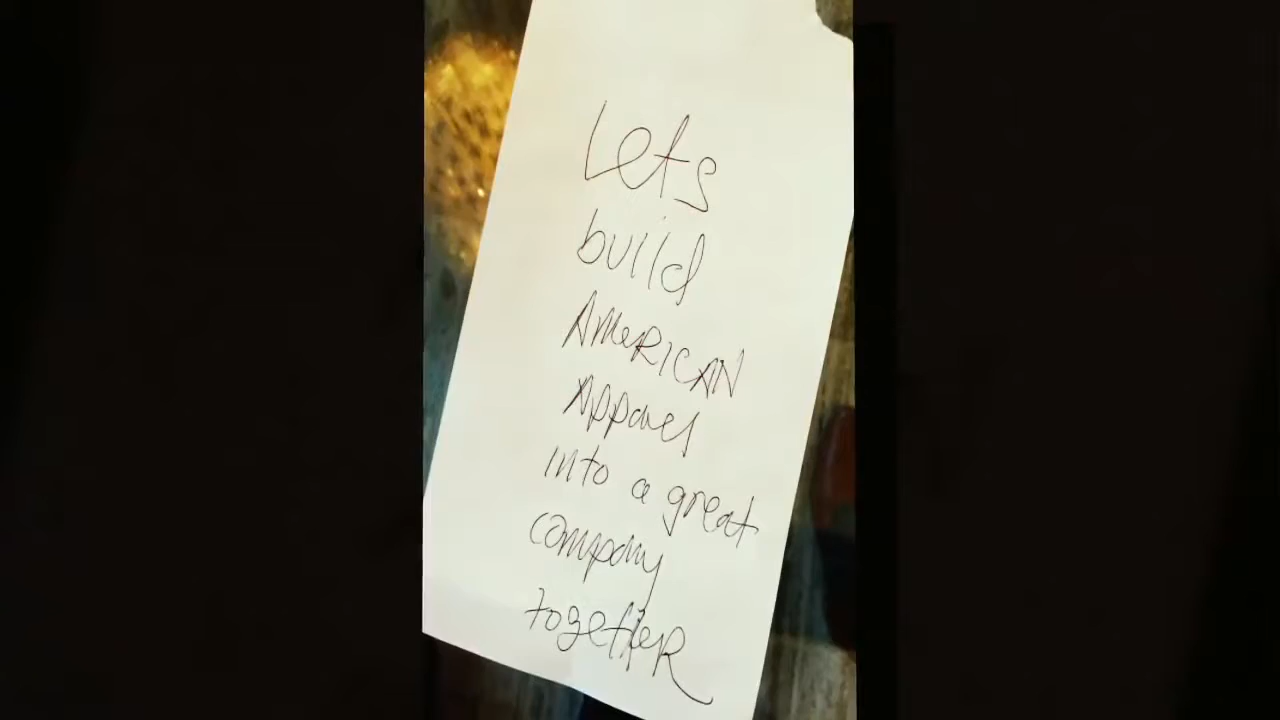 Lets
build
AMeRICAN
Apparel
into a great
company
togetheR